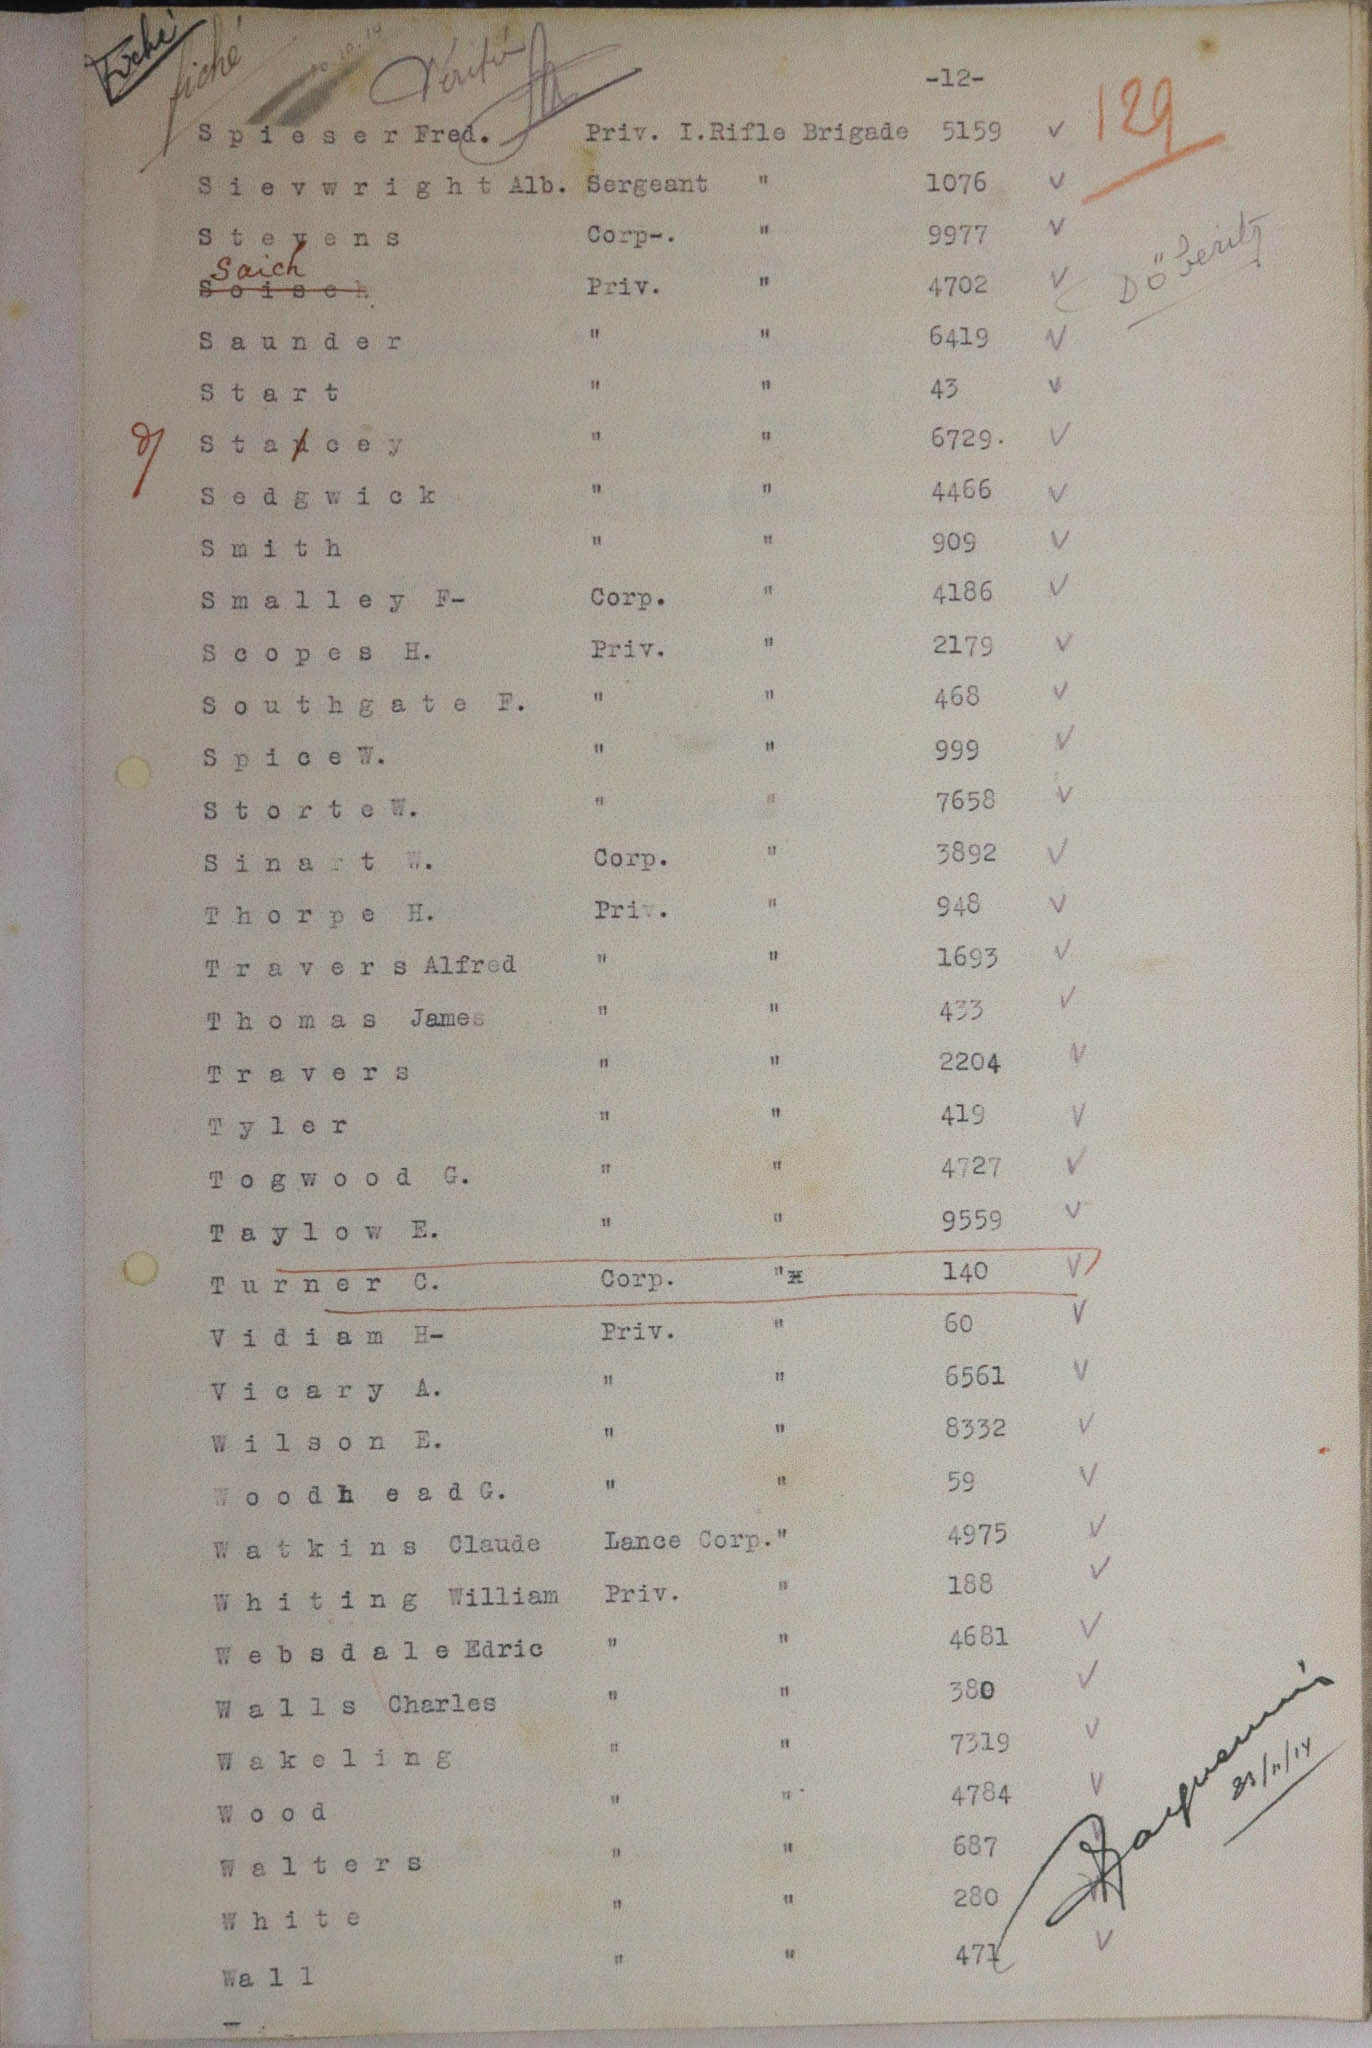 Fiché
fiché
Vérifié
-12-
129
Spieser Fred. Priv. I.Rifle Brigade 5159 ✓
Sievwright Alb. Sergeant " 1076 ✓
Stevens Corp-. " 9977 ✓
Saich
Soisch Priv. " 4702 ✓
Döberitz
Saunder " " 6419 ✓
Start " " 43 ✓
Stancey " " 6729. ✓
Sedgwick " " 4466 ✓
Smith " " 909 ✓
Smalley F- Corp. " 4186 ✓
Scopes H. Priv. " 2179 ✓
Southgate F. " " 468 ✓
Spice W. " " 999 ✓
Storte W. " " 7658 ✓
Sinart W. Corp. " 3892 ✓
Thorpe H. Priv. " 948 ✓
Travers Alfred " " 1693 ✓
Thomas James " " 433 ✓
Travers " " 2204 ✓
Tyler " " 419 ✓
Togwood G. " " 4727 ✓
Taylow E. " " 9559 ✓
Turner C. Corp. " 140 ✓
Vidiam H- Priv. " 60 ✓
Vicary A. " " 6561 ✓
Wilson E. " " 8332 ✓
Woodhead G. " " 59 ✓
Watkins Claude Lance Corp. " 4975 ✓
Whiting William Priv. " 188 ✓
Websdale Edric " " 4681 ✓
Walls Charles " " 380 ✓
Wakeling " " 7319 ✓
Wood " " 4784 ✓
Walters " " 687 ✓
White " " 280 ✓
Wall " " 471 ✓